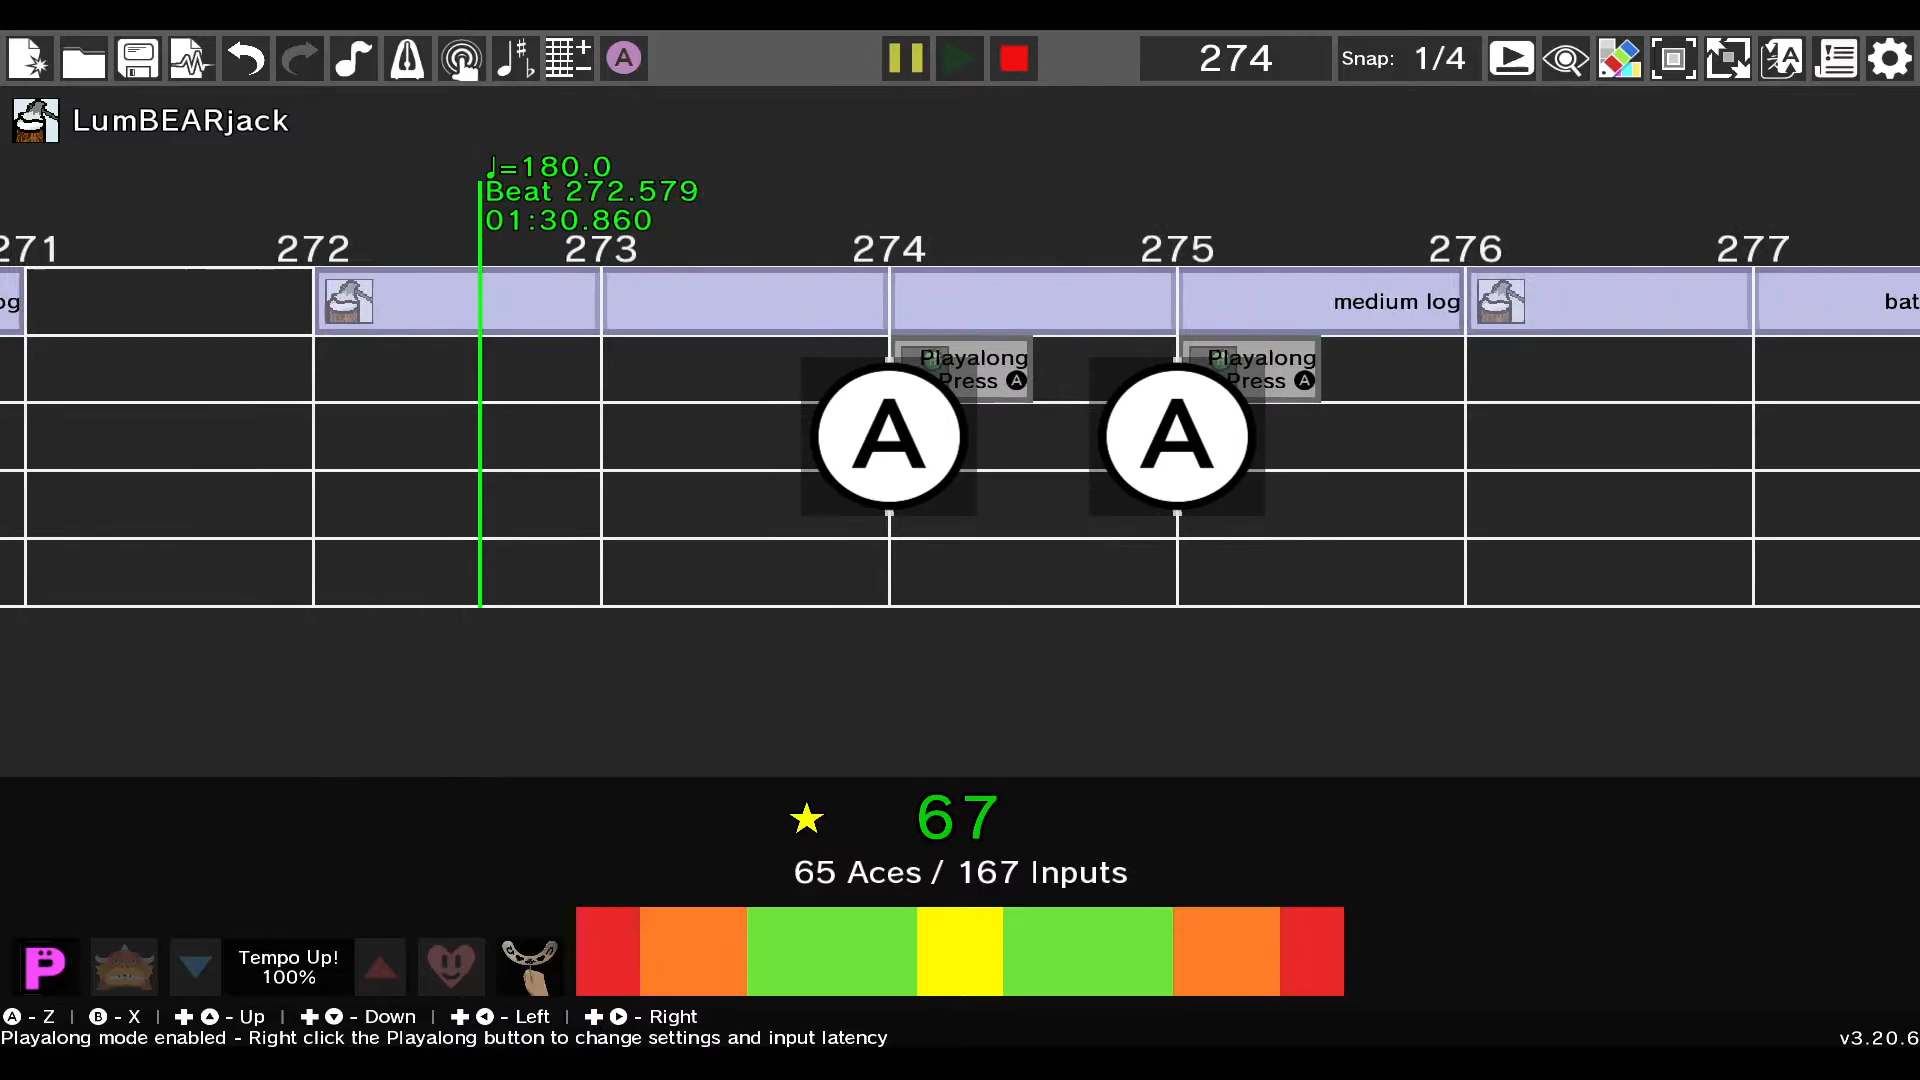 A
274
Snap: 1/4
LumBEARjack
♩=180.0
Beat 272.579
01:30.860
271 272 273 274 275 276 277
og medium log bat
Playalong
Press A
Playalong
Press A
A A
67
65 Aces / 167 Inputs
P
Tempo Up!
100%
A - Z | B - X | - Up | - Down | - Left | - Right
Playalong mode enabled - Right click the Playalong button to change settings and input latency
v3.20.6